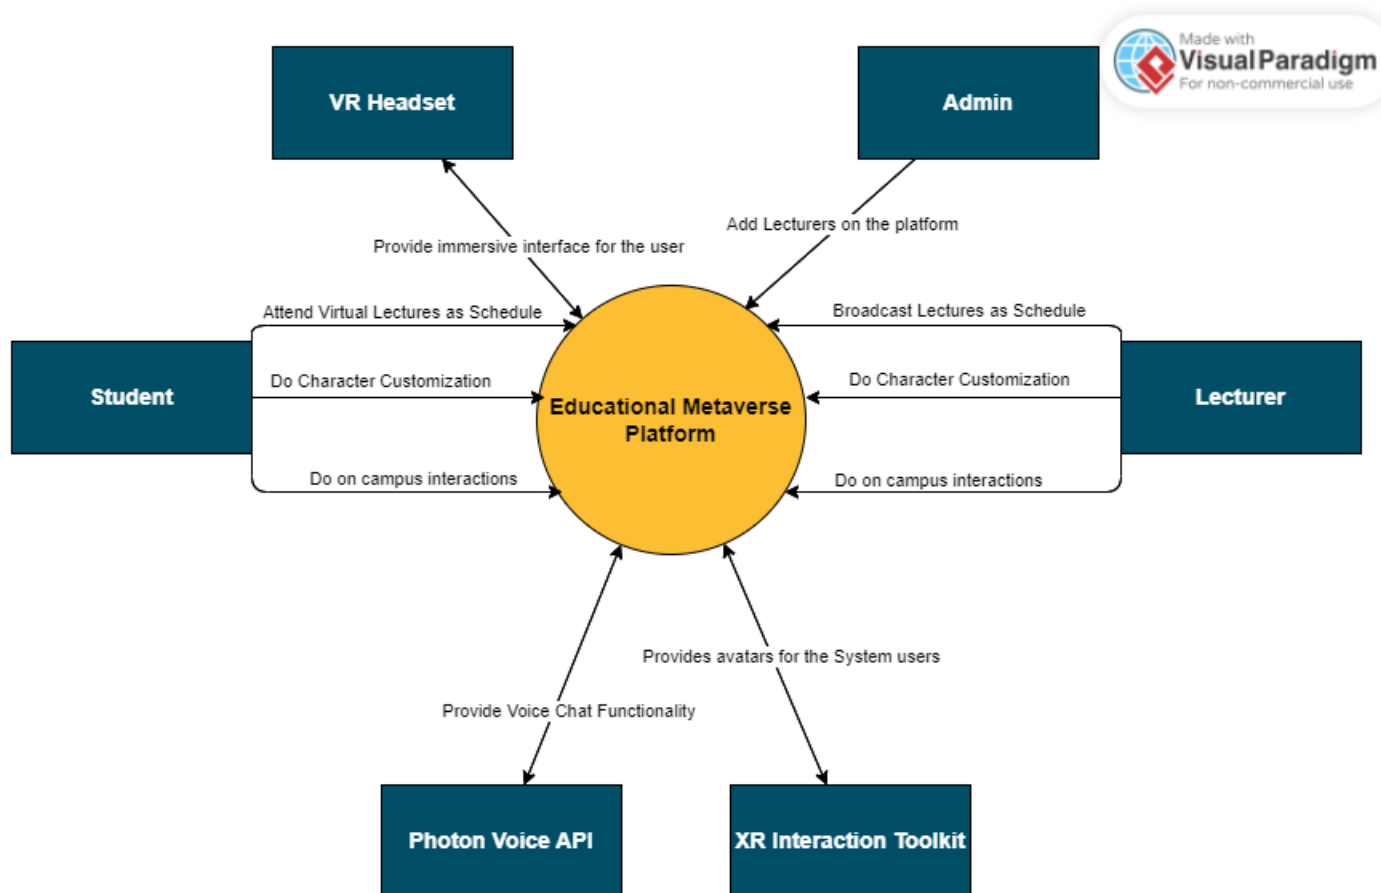 Made with
Visual Paradigm
For non-commercial use
VR Headset
Admin
Add Lecturers on the platform
Provide immersive interface for the user
Attend Virtual Lectures as Schedule
Broadcast Lectures as Schedule
Do Character Customization
Do Character Customization
Student
Educational Metaverse
Platform
Lecturer
Do on campus interactions
Do on campus interactions
Provides avatars for the System users
Provide Voice Chat Functionality
Photon Voice API
XR Interaction Toolkit